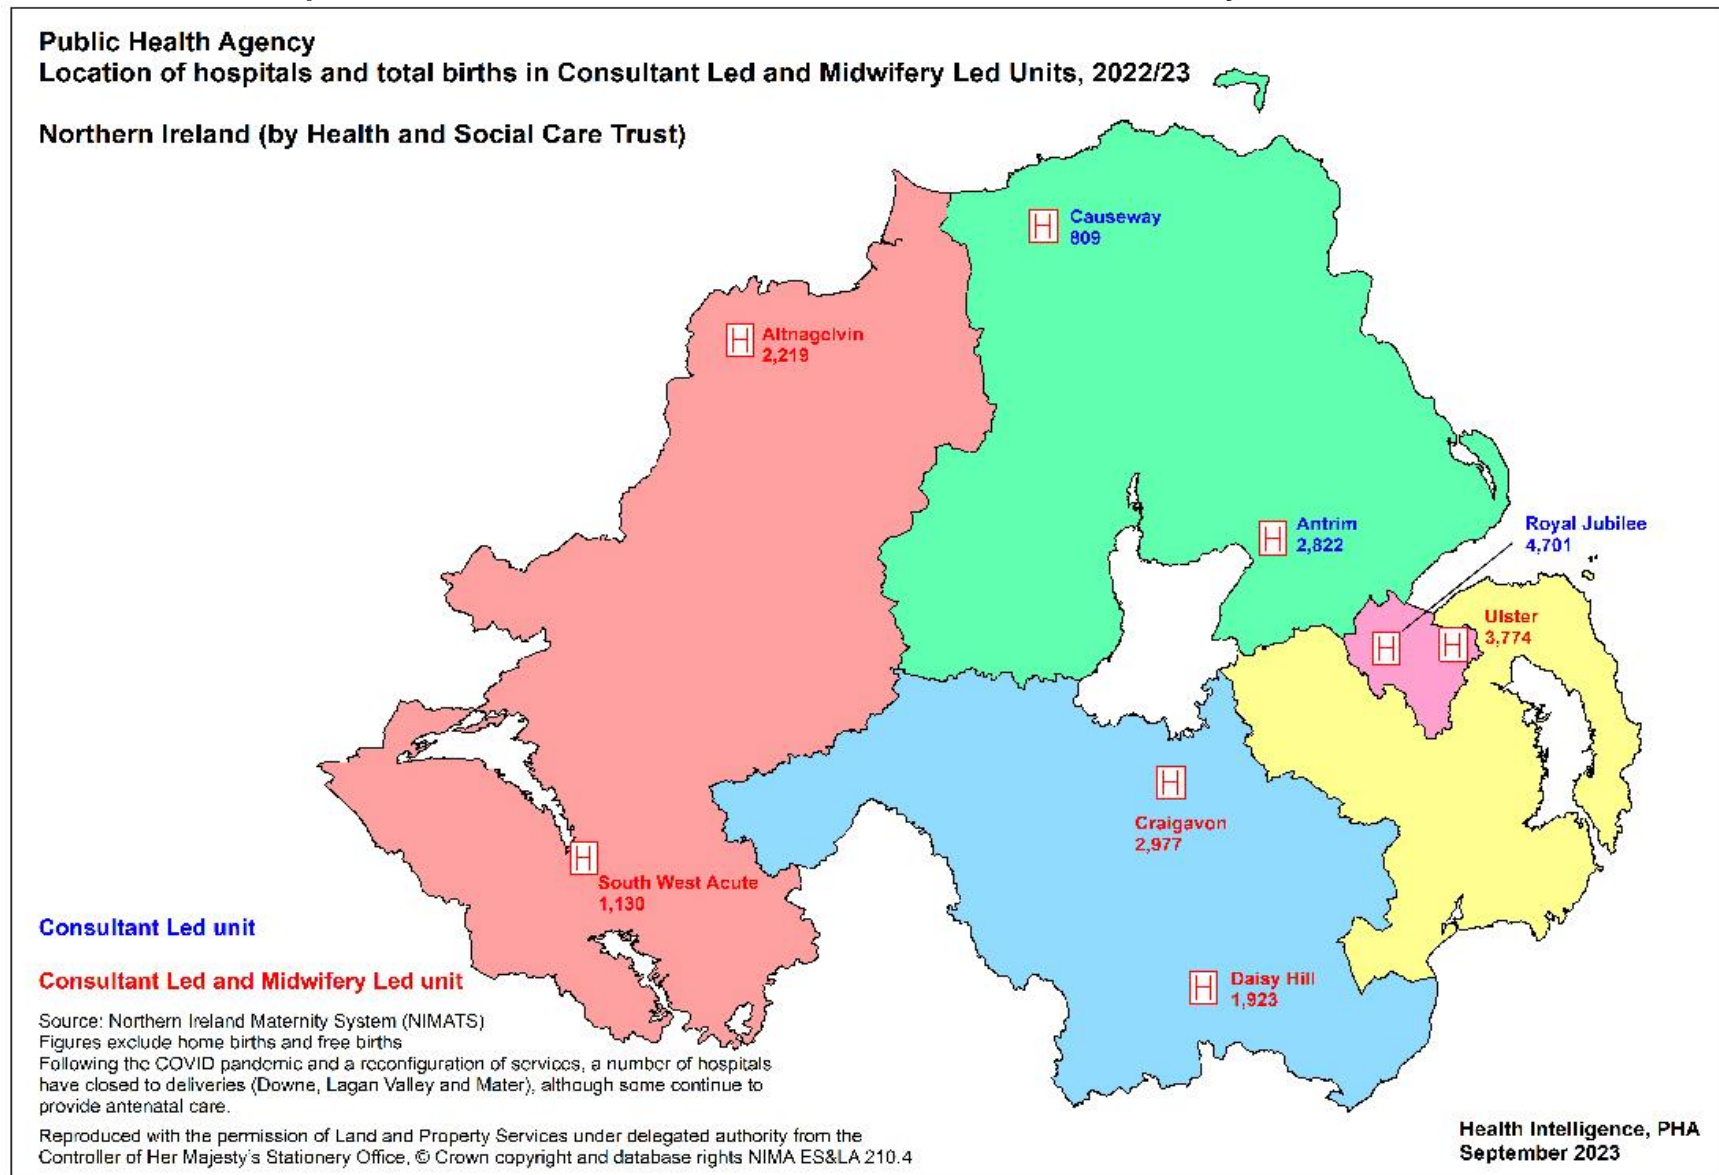 Public Health Agency
Location of hospitals and total births in Consultant Led and Midwifery Led Units, 2022/23
Northern Ireland (by Health and Social Care Trust)
H
Causeway
809
H
Altnagelvin
2,219
H
Antrim
2,822
Royal Jubilee
4,701
H
H
Ulster
3,774
H
Craigavon
2,977
H
South West Acute
1,130
H
Daisy Hill
1,923
Consultant Led unit
Consultant Led and Midwifery Led unit
Source: Northern Ireland Maternity System (NIMATS)
Figures exclude home births and free births
Following the COVID pandemic and a reconfiguration of services, a number of hospitals
have closed to deliveries (Downe, Lagan Valley and Mater), although some continue to
provide antenatal care.
Reproduced with the permission of Land and Property Services under delegated authority from the
Controller of Her Majesty's Stationery Office, © Crown copyright and database rights NIMA ES&LA 210.4
Health Intelligence, PHA
September 2023